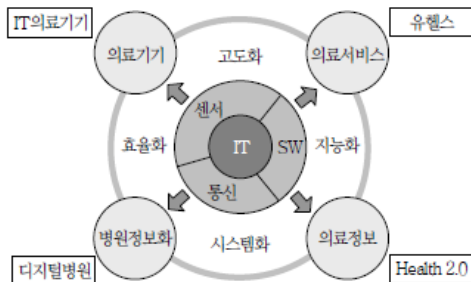 IT의료기기
유헬스
의료기기
고도화
의료서비스
센서
효율화
IT
SW
지능화
통신
병원정보화
시스템화
의료정보
디지털병원
Health 2.0